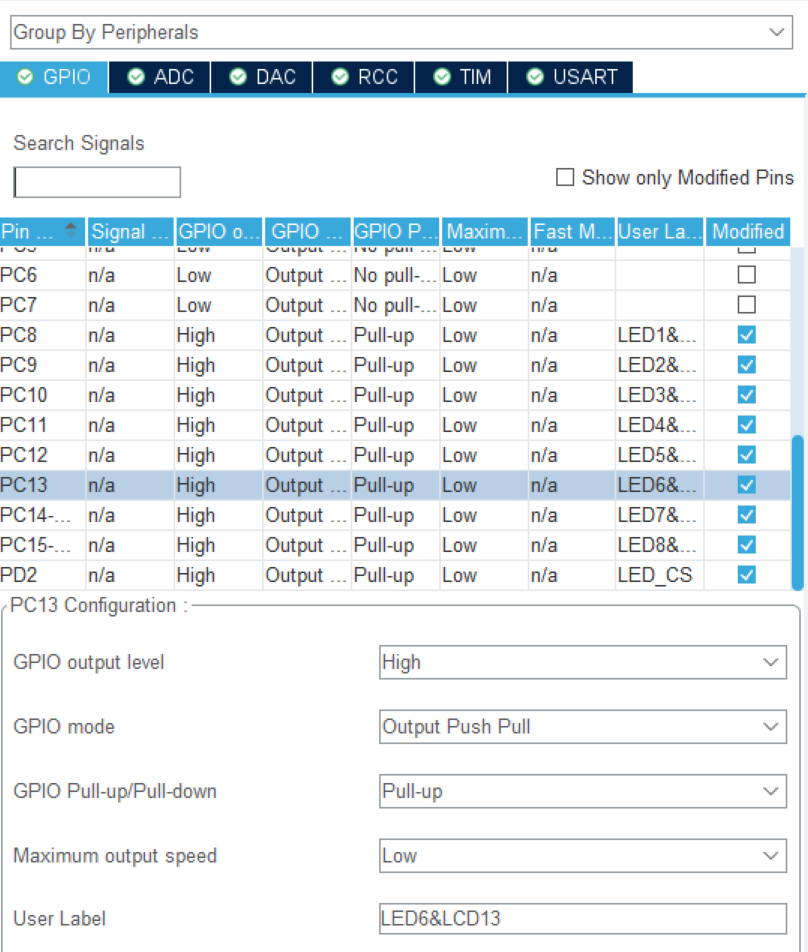 Group By Peripherals
GPIO ADC DAC RCC TIM USART
Search Signals
Show only Modified Pins
Pin ... Signal ... GPIO o... GPIO ... GPIO P... Maxim... Fast M... User La... Modified
PC6 n/a Low Output ... No pull-... Low n/a
PC7 n/a Low Output ... No pull-... Low n/a
PC8 n/a High Output ... Pull-up Low n/a LED1&...
PC9 n/a High Output ... Pull-up Low n/a LED2&...
PC10 n/a High Output ... Pull-up Low n/a LED3&...
PC11 n/a High Output ... Pull-up Low n/a LED4&...
PC12 n/a High Output ... Pull-up Low n/a LED5&...
PC13 n/a High Output ... Pull-up Low n/a LED6&...
PC14-... n/a High Output ... Pull-up Low n/a LED7&...
PC15-... n/a High Output ... Pull-up Low n/a LED8&...
PD2 n/a High Output ... Pull-up Low n/a LED_CS
PC13 Configuration :
GPIO output level High
GPIO mode Output Push Pull
GPIO Pull-up/Pull-down Pull-up
Maximum output speed Low
User Label LED6&LCD13